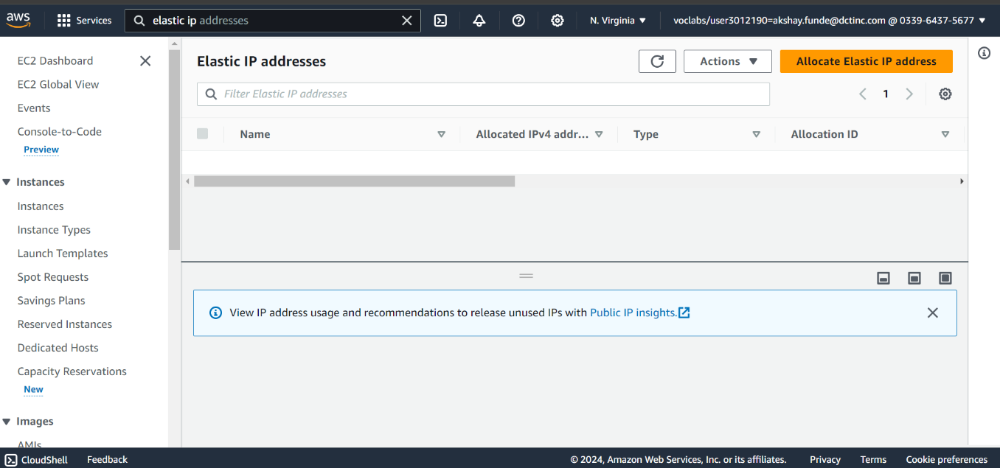 aws Services elastic ip addresses N. Virginia voclabs/user3012190=akshay.funde@dctinc.com @ 0339-6437-5677
EC2 Dashboard
EC2 Global View
Events
Console-to-Code
Preview
Instances
Instances
Instance Types
Launch Templates
Spot Requests
Savings Plans
Reserved Instances
Dedicated Hosts
Capacity Reservations
New
Images
AMIs
Elastic IP addresses Actions Allocate Elastic IP address
Filter Elastic IP addresses 1
Name Allocated IPv4 addr... Type Allocation ID
View IP address usage and recommendations to release unused IPs with Public IP insights.
CloudShell Feedback © 2024, Amazon Web Services, Inc. or its affiliates. Privacy Terms Cookie preferences